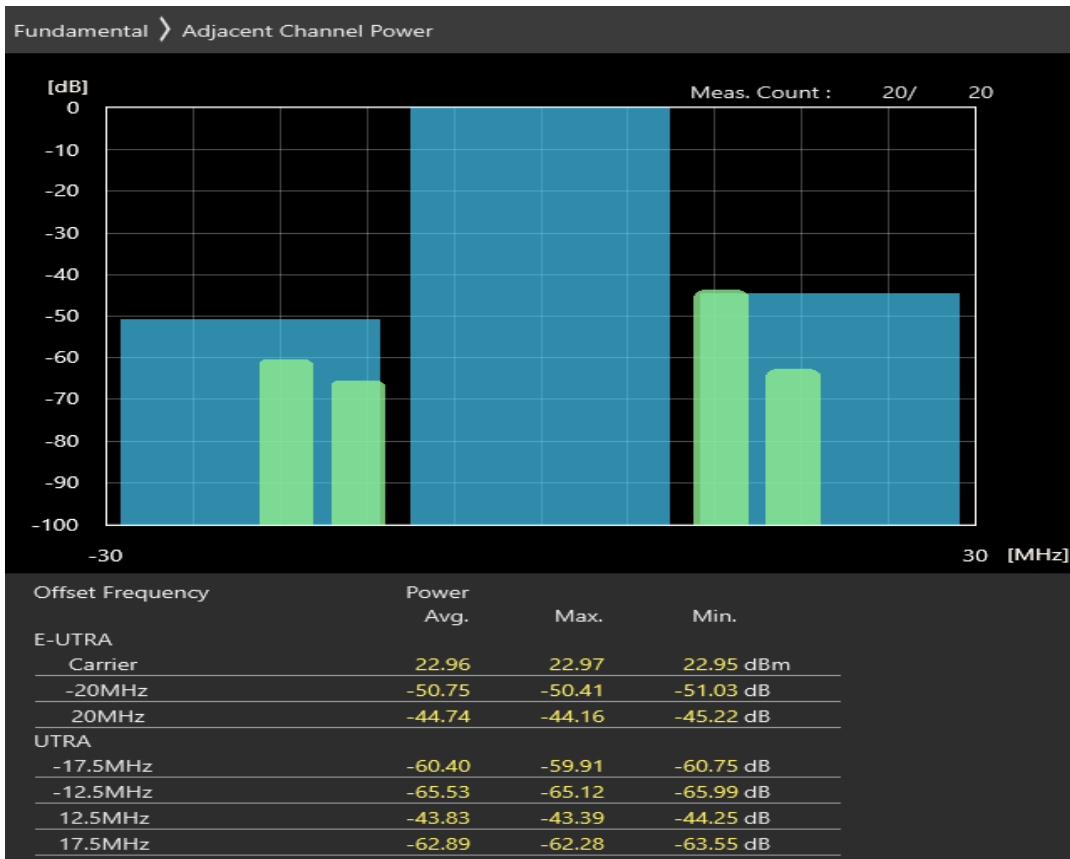 Fundamental 》 Adjacent Channel Power
[dB]
Meas. Count : 20/ 20
0
-10
-20
-30
-40
-50
-60
-70
-80
-90
-100
-30 30 [MHz]
Offset Frequency Power
Avg. Max. Min.
E-UTRA
Carrier 22.96 22.97 22.95 dBm
-20MHz -50.75 -50.41 -51.03 dB
20MHz -44.74 -44.16 -45.22 dB
UTRA
-17.5MHz -60.40 -59.91 -60.75 dB
-12.5MHz -65.53 -65.12 -65.99 dB
12.5MHz -43.83 -43.39 -44.25 dB
17.5MHz -62.89 -62.28 -63.55 dB